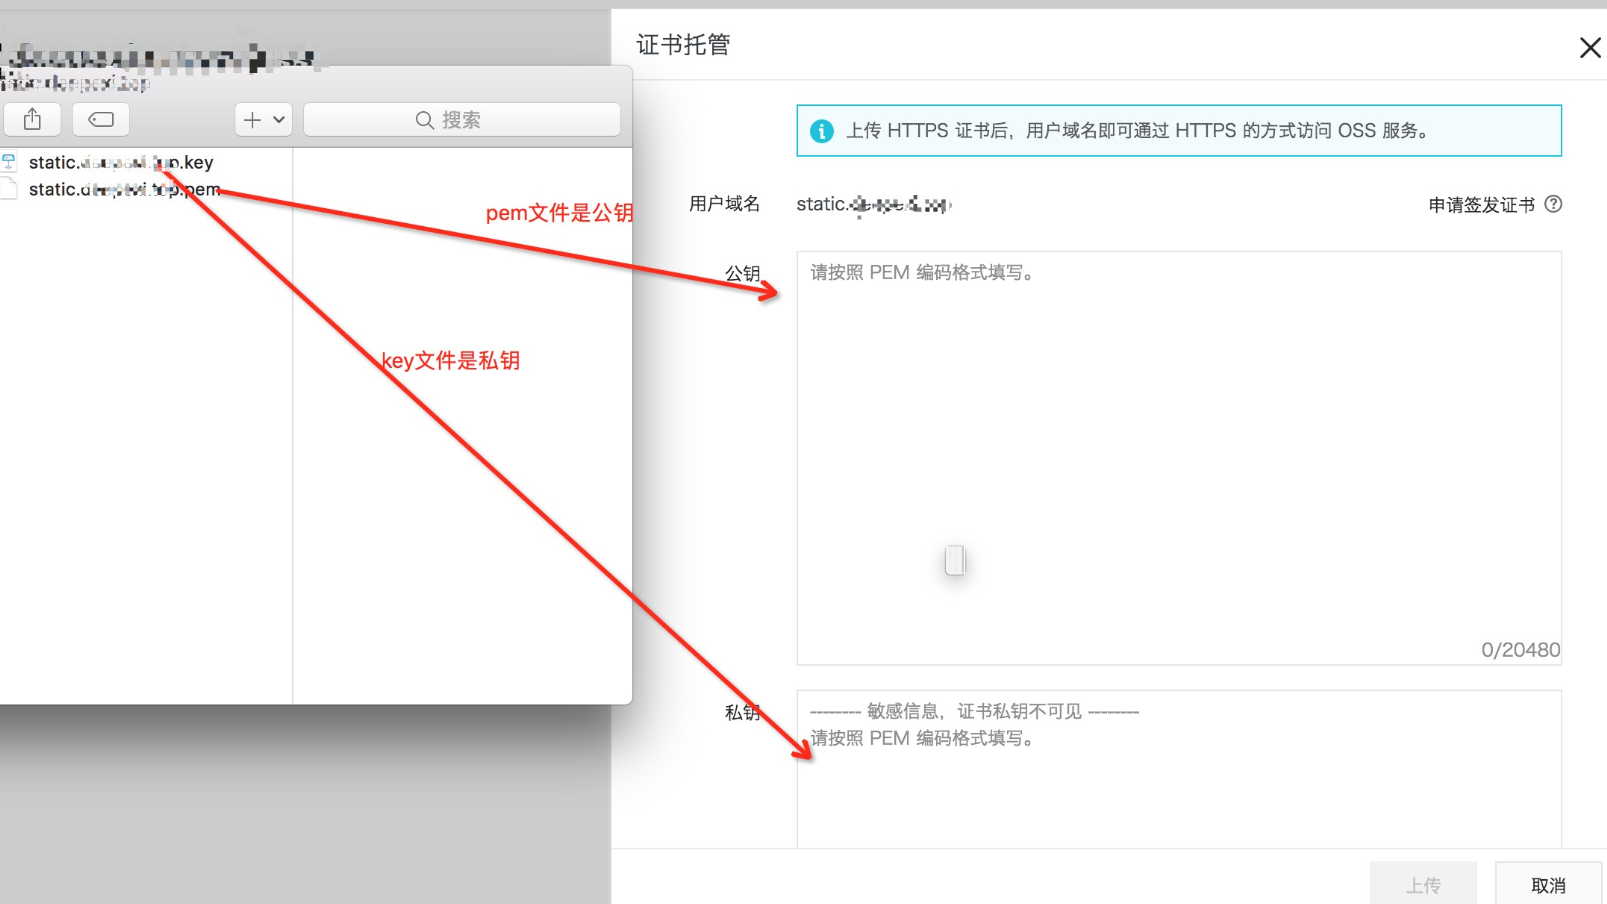 证书托管
搜索
上传 HTTPS 证书后，用户域名即可通过 HTTPS 的方式访问 OSS 服务。
static. .key
static. .pem
pem文件是公钥
用户域名
static.
申请签发证书
公钥
请按照 PEM 编码格式填写。
key文件是私钥
0/20480
私钥
-------- 敏感信息，证书私钥不可见 --------
请按照 PEM 编码格式填写。
上传
取消